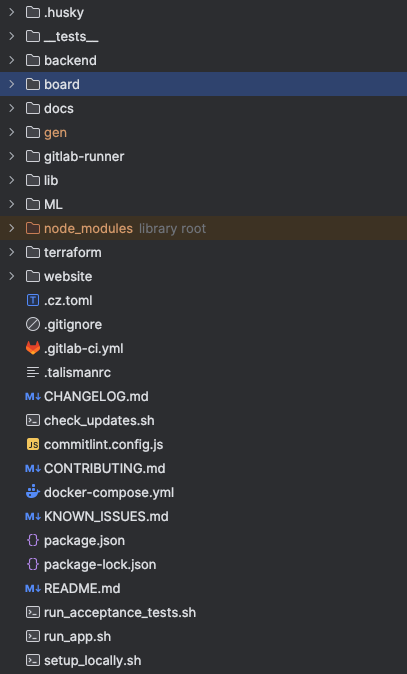 .husky
__tests__
backend
board
docs
gen
gitlab-runner
lib
ML
node_modules library root
terraform
website
.cz.toml
.gitignore
.gitlab-ci.yml
.talismanrc
CHANGELOG.md
check_updates.sh
commitlint.config.js
CONTRIBUTING.md
docker-compose.yml
KNOWN_ISSUES.md
package.json
package-lock.json
README.md
run_acceptance_tests.sh
run_app.sh
setup_locally.sh